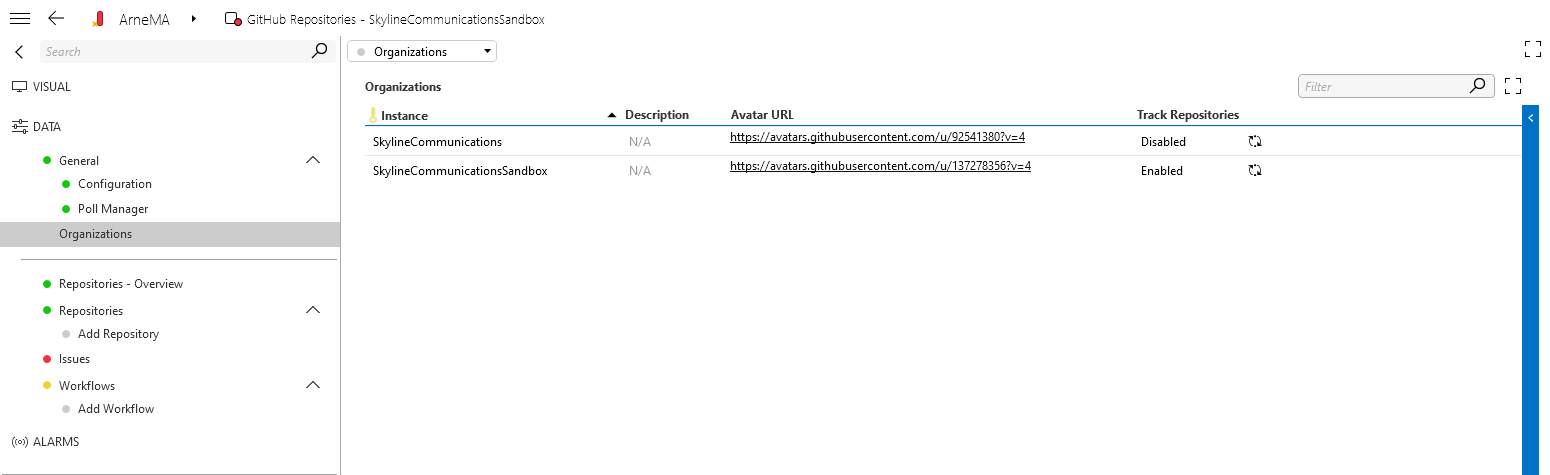 ArneMA GitHub Repositories - SkylineCommunicationsSandbox
Search
VISUAL
DATA
General
Configuration
Poll Manager
Organizations
Repositories - Overview
Repositories
Add Repository
Issues
Workflows
Add Workflow
ALARMS
Organizations
Organizations
Filter
Instance Description Avatar URL Track Repositories
SkylineCommunications N/A https://avatars.githubusercontent.com/u/92541380?v=4 Disabled
SkylineCommunicationsSandbox N/A https://avatars.githubusercontent.com/u/137278356?v=4 Enabled